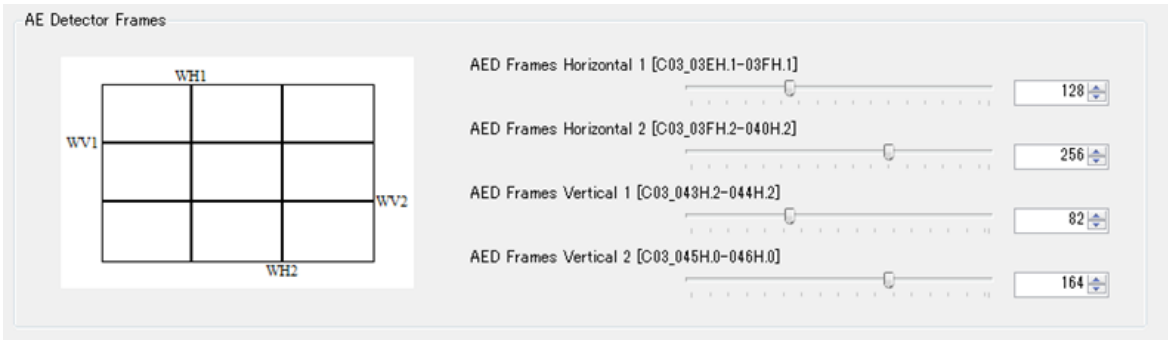 AE Detector Frames
WH1
WV1
WV2
WH2
AED Frames Horizontal 1 [C03_03EH.1-03FH.1]
128
AED Frames Horizontal 2 [C03_03FH.2-040H.2]
256
AED Frames Vertical 1 [C03_043H.2-044H.2]
82
AED Frames Vertical 2 [C03_045H.0-046H.0]
164